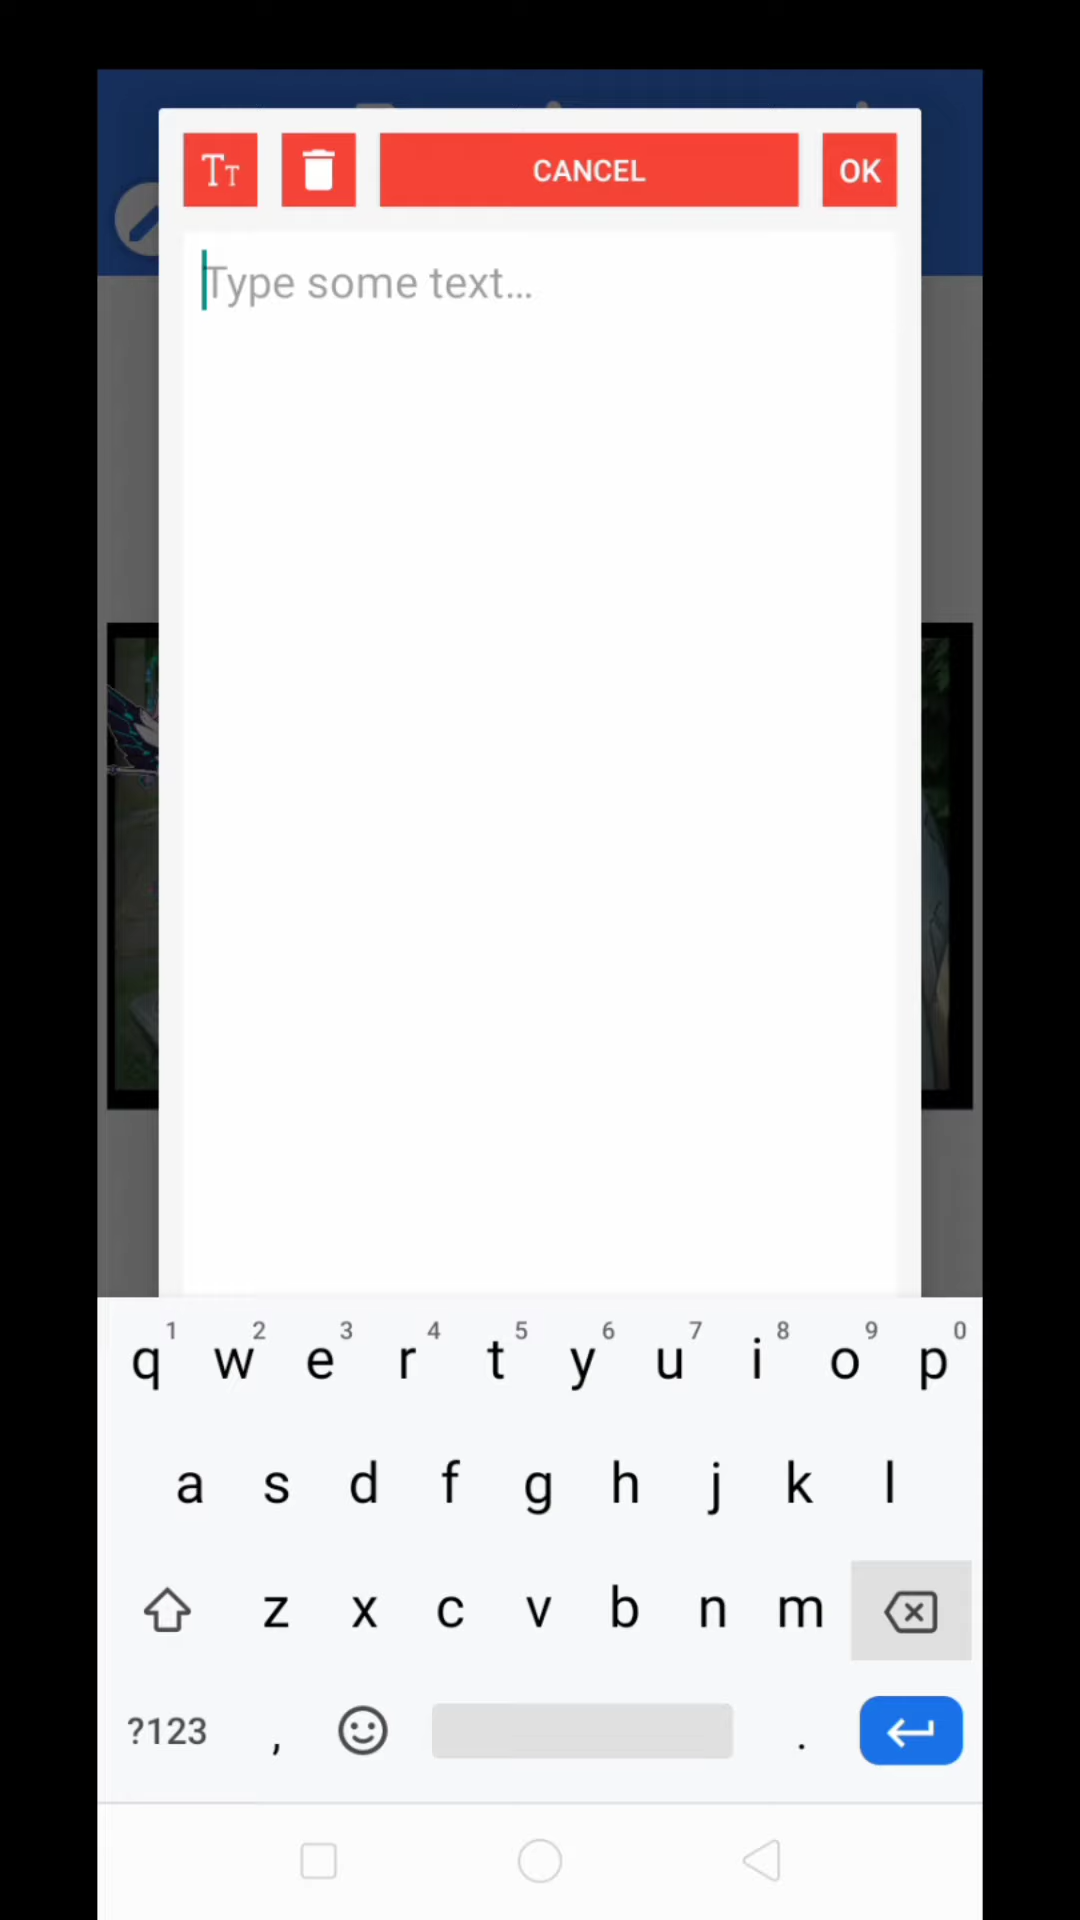 Tт CANCEL OK
Type some text...
1 2 3 4 5 6 7 8 9 0
q w e r t y u i o p
a s d f g h j k l
z x c v b n m
?123 , .